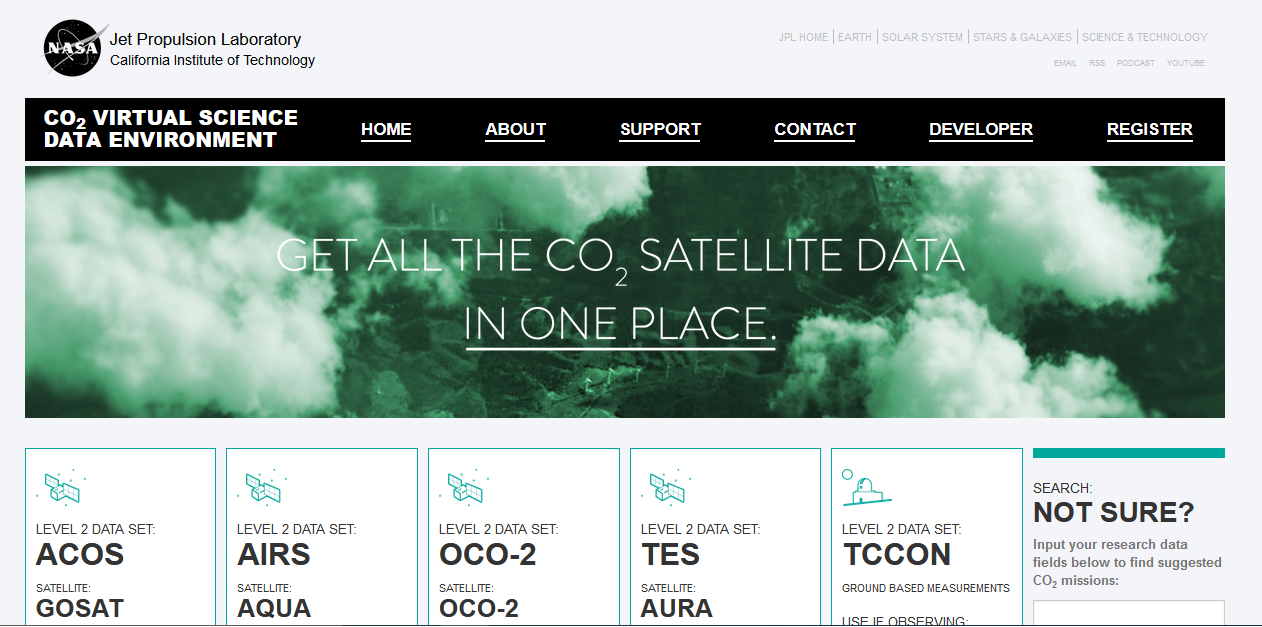 NASA
Jet Propulsion Laboratory
California Institute of Technology
JPL HOME | EARTH | SOLAR SYSTEM | STARS & GALAXIES | SCIENCE & TECHNOLOGY
EMAIL RSS PODCAST YOUTUBE
CO₂ VIRTUAL SCIENCE
DATA ENVIRONMENT
HOME ABOUT SUPPORT CONTACT DEVELOPER REGISTER
GET ALL THE CO₂ SATELLITE DATA
IN ONE PLACE.
LEVEL 2 DATA SET:
ACOS
SATELLITE:
GOSAT
LEVEL 2 DATA SET:
AIRS
SATELLITE:
AQUA
LEVEL 2 DATA SET:
OCO-2
SATELLITE:
OCO-2
LEVEL 2 DATA SET:
TES
SATELLITE:
AURA
LEVEL 2 DATA SET:
TCCON
GROUND BASED MEASUREMENTS
USE IF OBSERVING:
SEARCH:
NOT SURE?
Input your research data
fields below to find suggested
CO₂ missions: